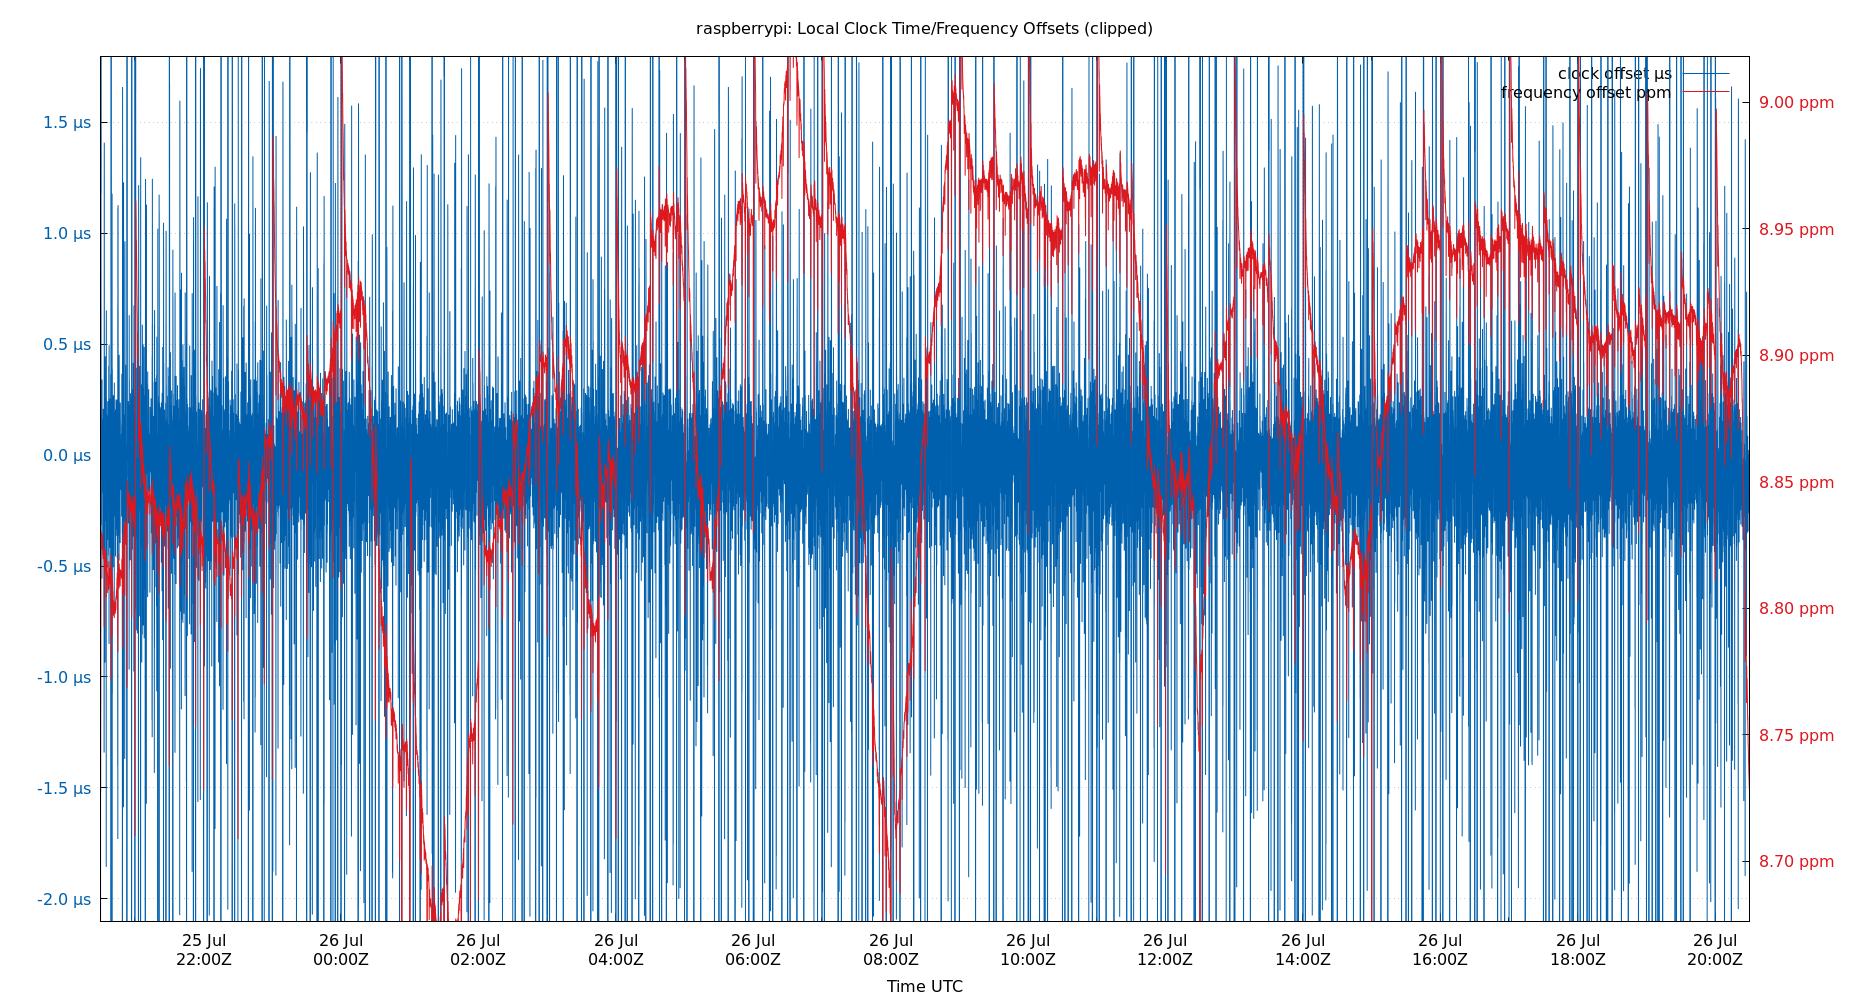 raspberrypi: Local Clock Time/Frequency Offsets (clipped)
clock offset µs
frequency offset ppm
1.5 µs
1.0 µs
0.5 µs
0.0 µs
-0.5 µs
-1.0 µs
-1.5 µs
-2.0 µs
9.00 ppm
8.95 ppm
8.90 ppm
8.85 ppm
8.80 ppm
8.75 ppm
8.70 ppm
25 Jul
22:00Z
26 Jul
00:00Z
26 Jul
02:00Z
26 Jul
04:00Z
26 Jul
06:00Z
26 Jul
08:00Z
26 Jul
10:00Z
26 Jul
12:00Z
26 Jul
14:00Z
26 Jul
16:00Z
26 Jul
18:00Z
26 Jul
20:00Z
Time UTC